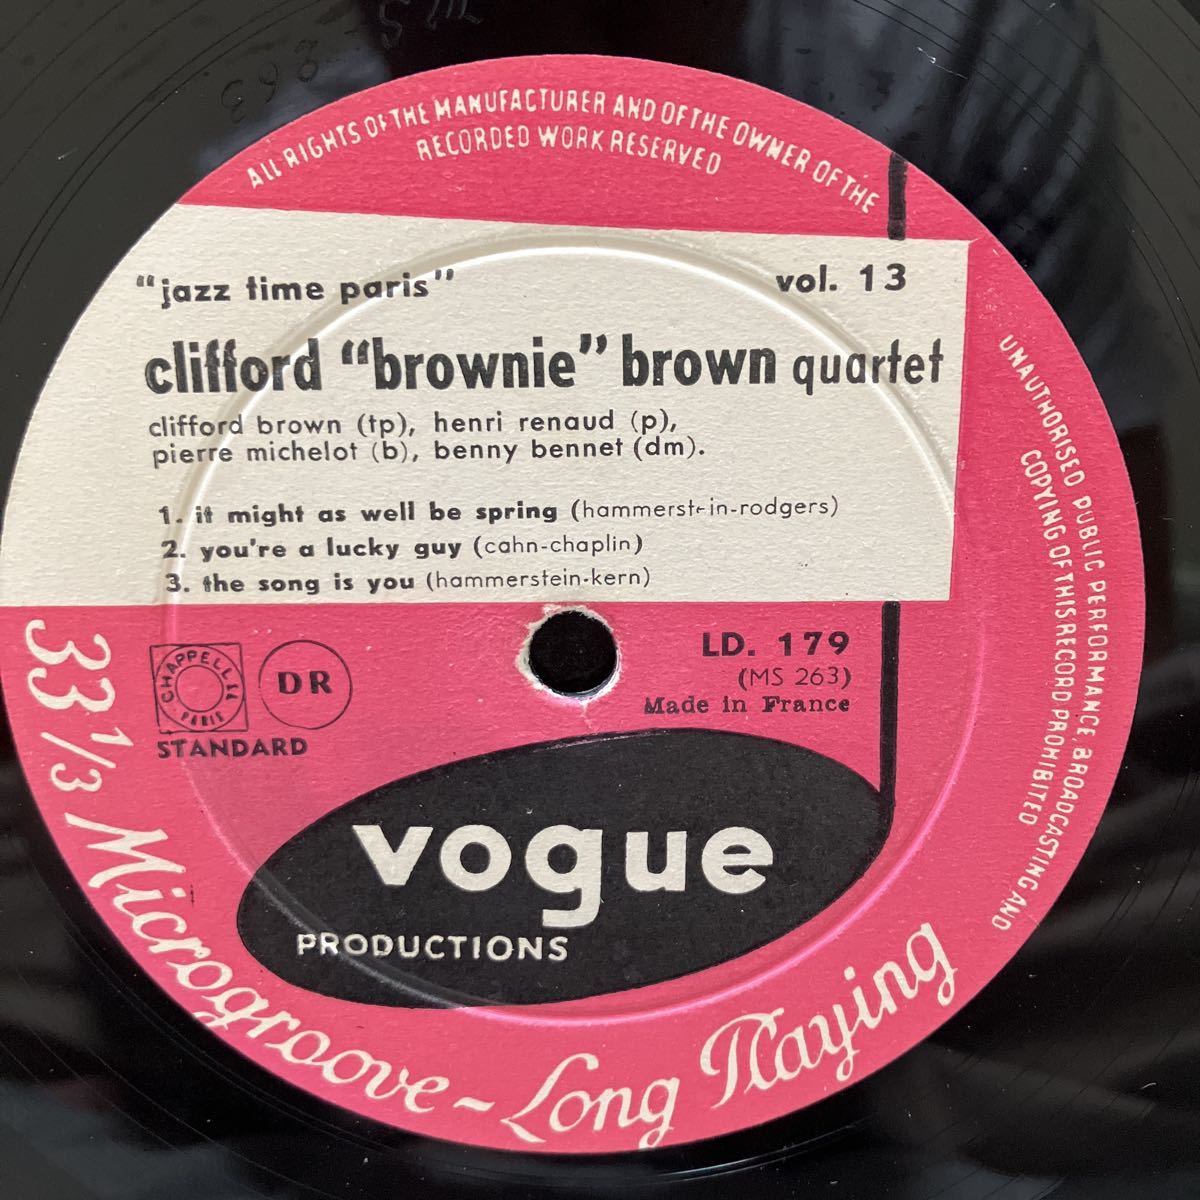 ALL RIGHTS OF THE MANUFACTURER AND OF THE OWNER OF THE
RECORDED WORK RESERVED
"jazz time paris" vol. 13
clifford "brownie" brown quartet
clifford brown (tp), henri renaud (p),
pierre michelot (b), benny bennet (dm).
1. it might as well be spring (hammerstein-rodgers)
2. you're a lucky guy (cahn-chaplin)
3. the song is you (hammerstein-kern)
UNAUTHORISED PUBLIC PERFORMANCE, BROADCASTING AND
COPYING OF THIS RECORD PROHIBITED
CHAPPELL
PARIS
DR
STANDARD
LD. 179
(MS 263)
Made in France
vogue
PRODUCTIONS
33 1/3 Microgroove - Long Playing